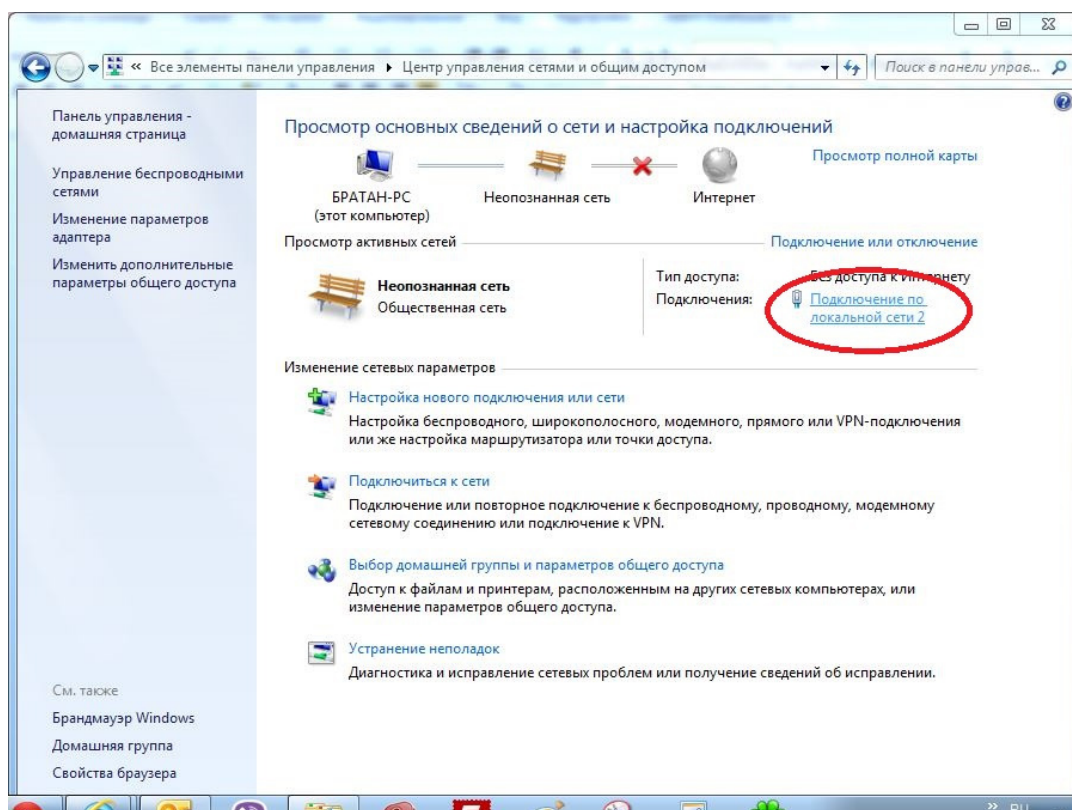 « Все элементы панели управления ▸ Центр управления сетями и общим доступом
Поиск в панели управ...
Панель управления -
домашняя страница
Управление беспроводными
сетями
Изменение параметров
адаптера
Изменить дополнительные
параметры общего доступа
Просмотр основных сведений о сети и настройка подключений
Просмотр полной карты
БРАТАН-PC
(этот компьютер)
Неопознанная сеть
Интернет
Просмотр активных сетей
Подключение или отключение
Неопознанная сеть
Общественная сеть
Тип доступа: Без доступа к Интернету
Подключения: Подключение по
локальной сети 2
Изменение сетевых параметров
Настройка нового подключения или сети
Настройка беспроводного, широкополосного, модемного, прямого или VPN-подключения
или же настройка маршрутизатора или точки доступа.
Подключиться к сети
Подключение или повторное подключение к беспроводному, проводному, модемному
сетевому соединению или подключение к VPN.
Выбор домашней группы и параметров общего доступа
Доступ к файлам и принтерам, расположенным на других сетевых компьютерах, или
изменение параметров общего доступа.
Устранение неполадок
Диагностика и исправление сетевых проблем или получение сведений об исправлении.
См. также
Брандмауэр Windows
Домашняя группа
Свойства браузера
RU